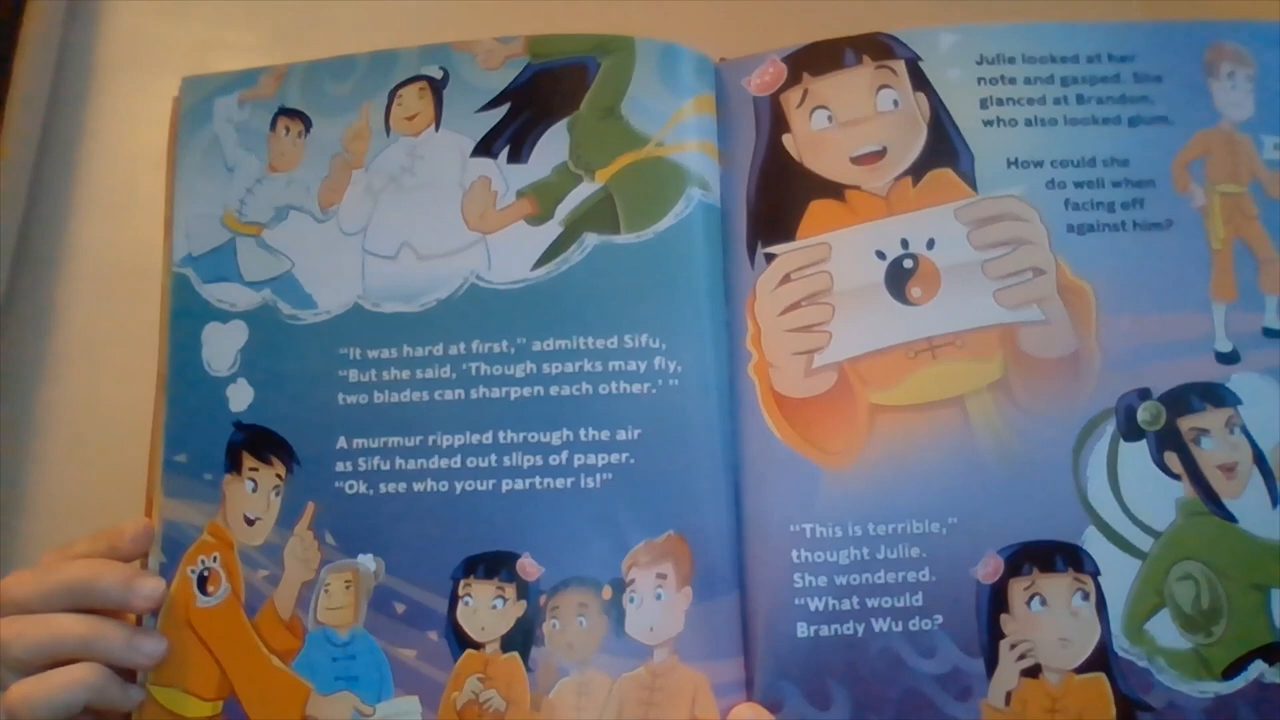 “It was hard at first,” admitted Sifu,
“But she said, ‘Though sparks may fly,
two blades can sharpen each other.’ ”
A murmur rippled through the air
as Sifu handed out slips of paper.
“Ok, see who your partner is!”
Julie looked at her
note and gasped. She
glanced at Brandon,
who also looked glum.
How could she
do well when
facing off
against him?
“This is terrible,”
thought Julie.
She wondered.
“What would
Brandy Wu do?